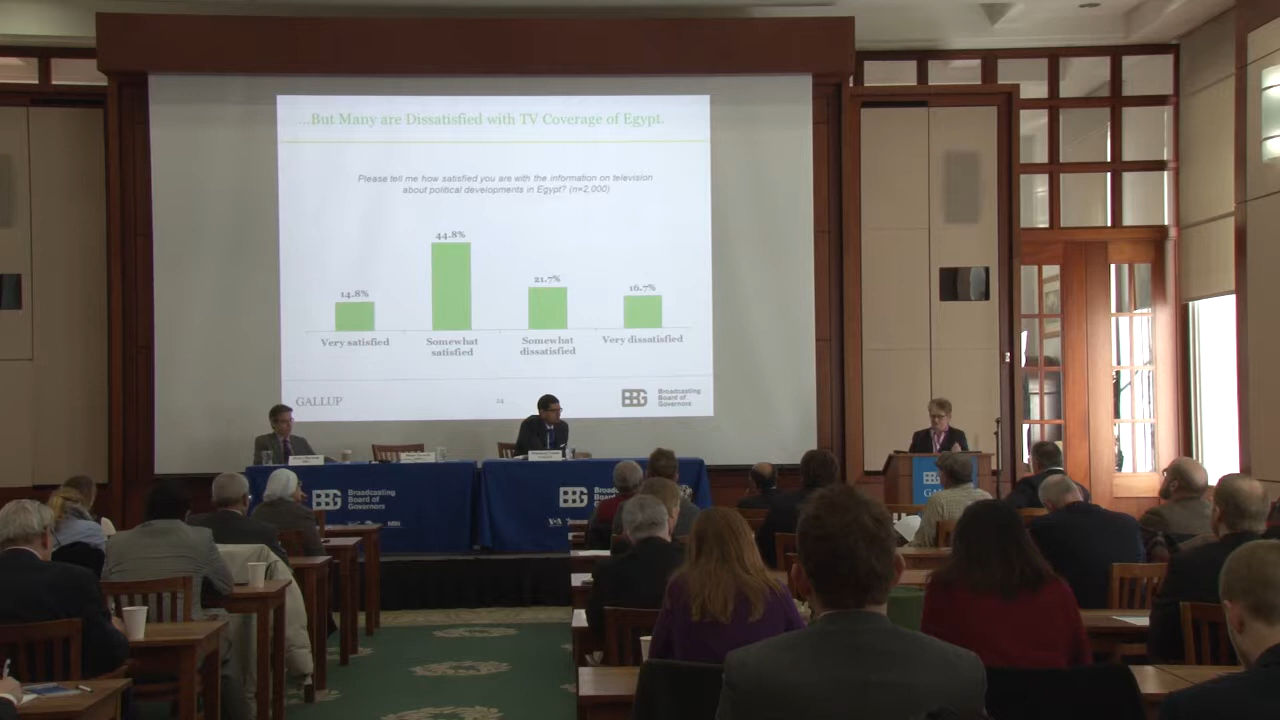 ...But Many are Dissatisfied with TV Coverage of Egypt.
Please tell me how satisfied you are with the information on television
about political developments in Egypt? (n=2,000)
14.8%
44.8%
21.7%
16.7%
Very satisfied
Somewhat
satisfied
Somewhat
dissatisfied
Very dissatisfied
GALLUP
24
BBG
Broadcasting
Board of
Governors
BBG
Broadcasting
Board of
Governors
BBG
VOA